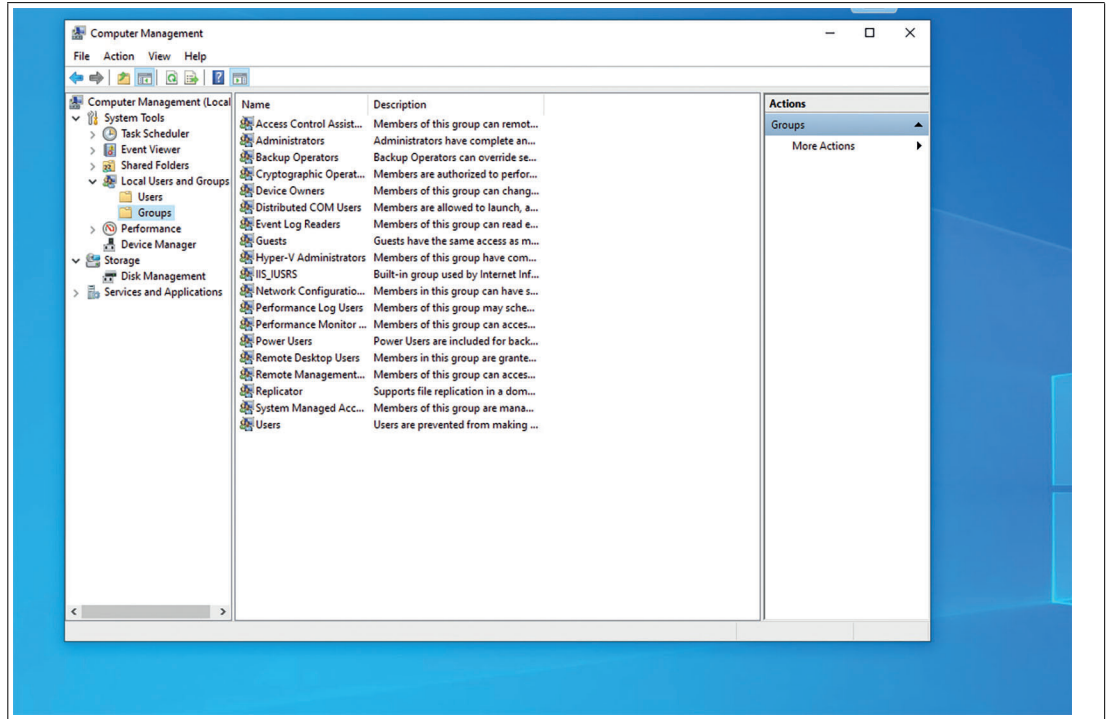 Computer Management
File Action View Help
Computer Management (Local
System Tools
Task Scheduler
Event Viewer
Shared Folders
Local Users and Groups
Users
Groups
Performance
Device Manager
Storage
Disk Management
Services and Applications
Name Description
Access Control Assist... Members of this group can remot...
Administrators Administrators have complete an...
Backup Operators Backup Operators can override se...
Cryptographic Operat... Members are authorized to perfor...
Device Owners Members of this group can chang...
Distributed COM Users Members are allowed to launch, a...
Event Log Readers Members of this group can read e...
Guests Guests have the same access as m...
Hyper-V Administrators Members of this group have com...
IIS_IUSRS Built-in group used by Internet Inf...
Network Configuratio... Members in this group can have s...
Performance Log Users Members of this group may sche...
Performance Monitor ... Members of this group can acces...
Power Users Power Users are included for back...
Remote Desktop Users Members in this group are grante...
Remote Management... Members of this group can acces...
Replicator Supports file replication in a dom...
System Managed Acc... Members of this group are mana...
Users Users are prevented from making ...
Actions
Groups
More Actions